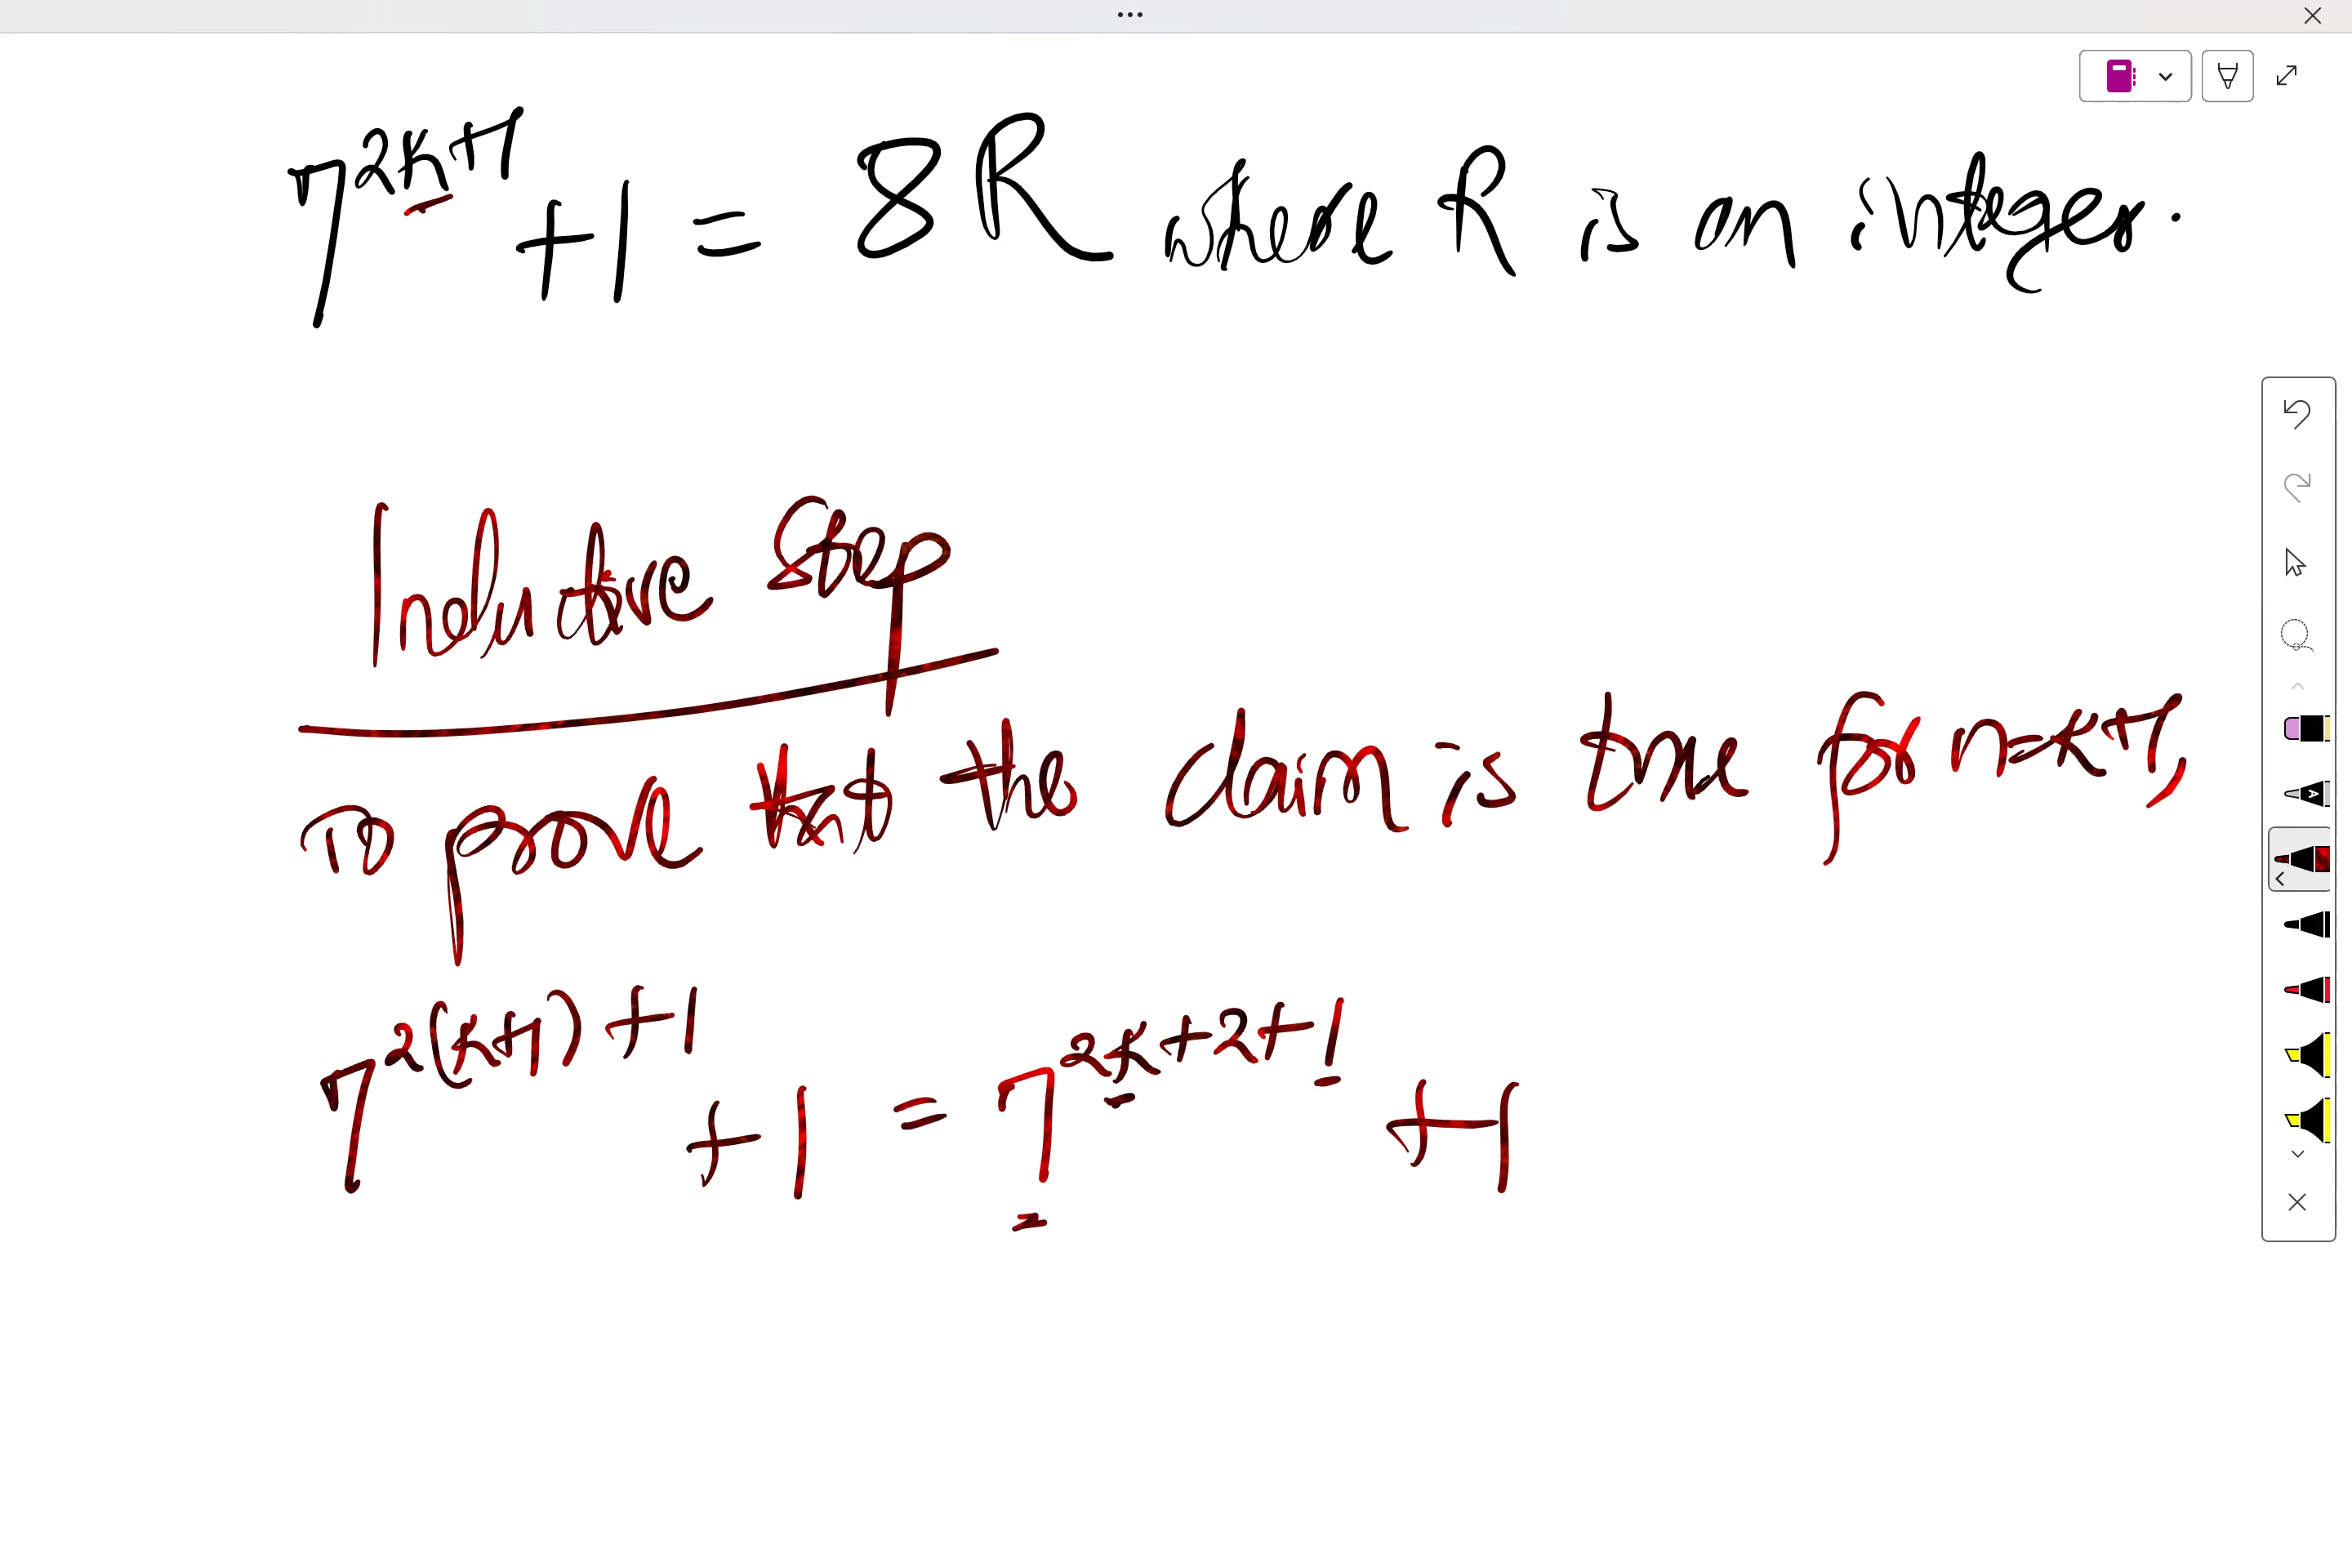 7^{2k+1} + 1 = 8R where R is an integer.
Inductive Step
To prove that the claim is true for n=k+1,
7^{2(k+1)+1} + 1 = 7^{2k+2+1} + 1